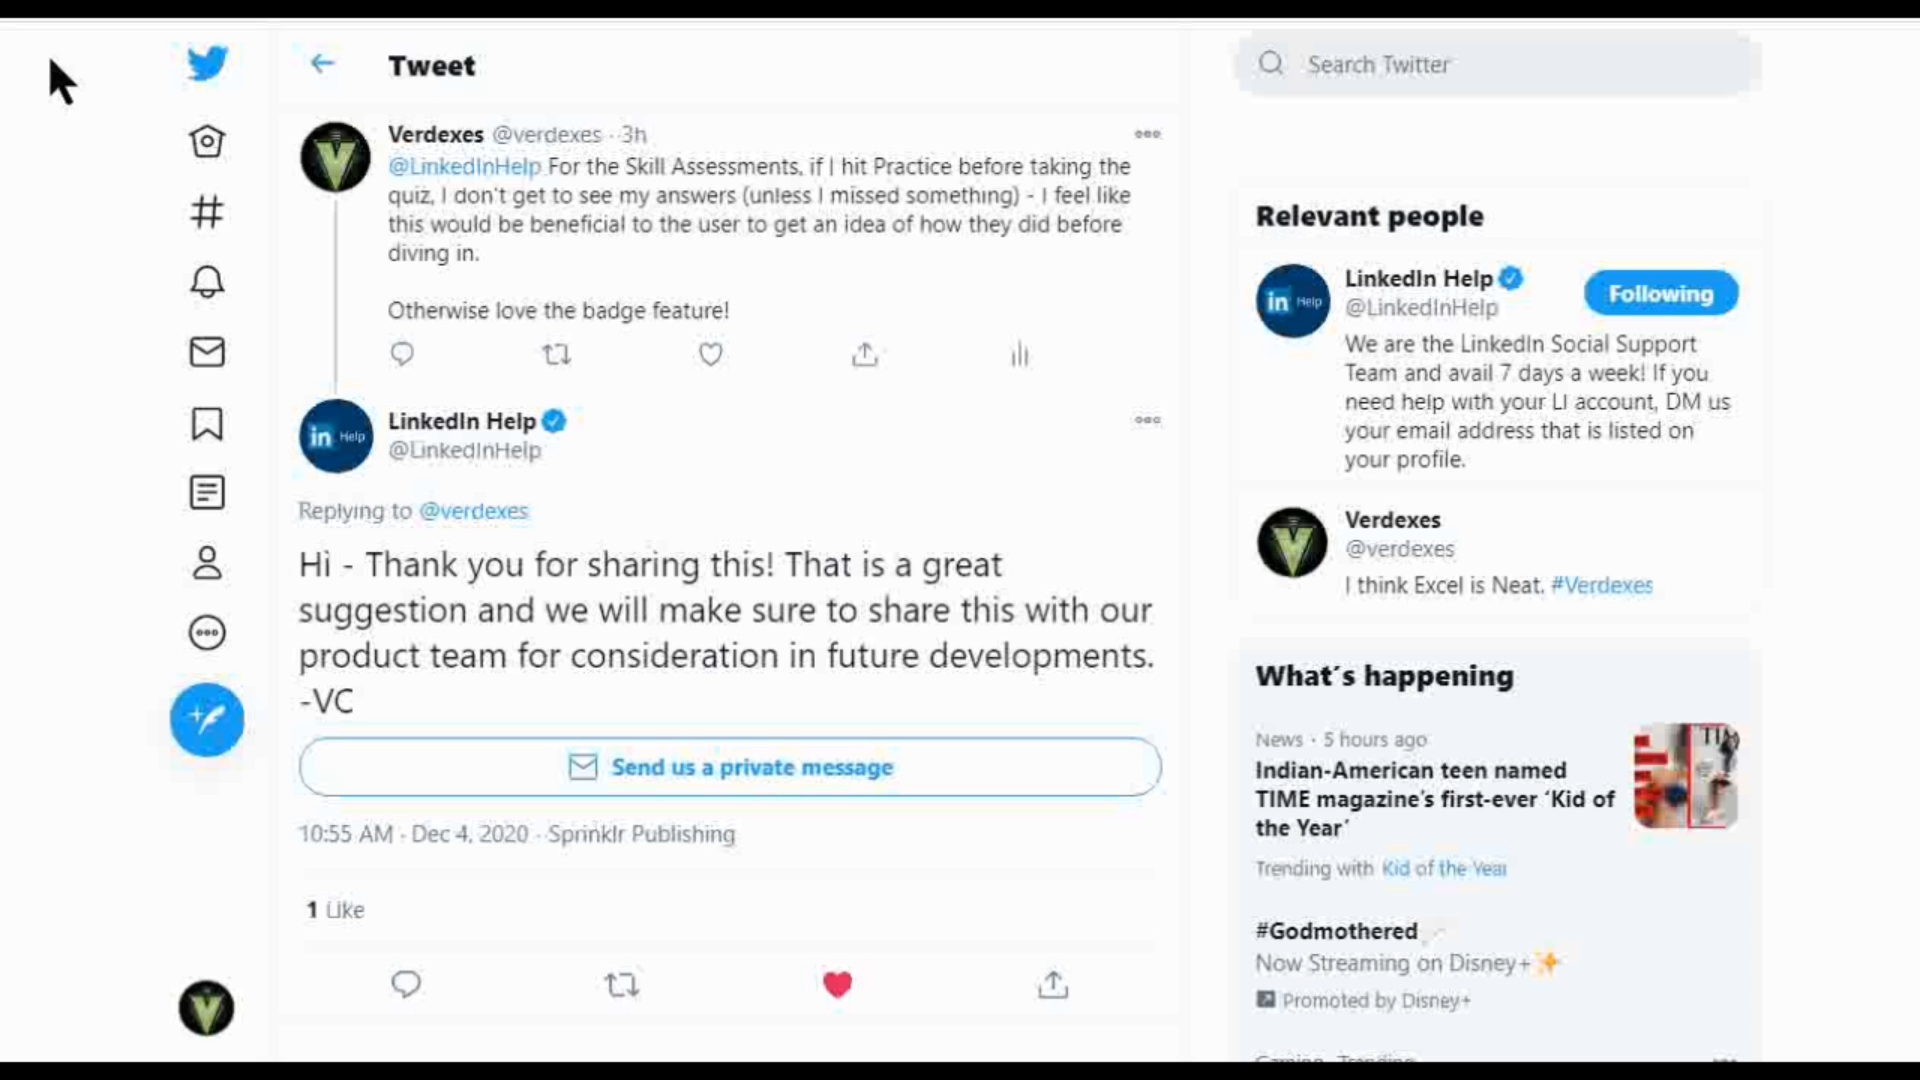 Tweet
Search Twitter
Verdexes @verdexes · 3h
@LinkedInHelp For the Skill Assessments, if I hit Practice before taking the
quiz, I don't get to see my answers (unless I missed something) - I feel like
this would be beneficial to the user to get an idea of how they did before
diving in.
Otherwise love the badge feature!
in Help
LinkedIn Help
@LinkedInHelp
Replying to @verdexes
Hi - Thank you for sharing this! That is a great
suggestion and we will make sure to share this with our
product team for consideration in future developments.
-VC
Send us a private message
10:55 AM · Dec 4, 2020 · Sprinklr Publishing
1 Like
Relevant people
in Help
LinkedIn Help
@LinkedInHelp
Following
We are the LinkedIn Social Support
Team and avail 7 days a week! If you
need help with your LI account, DM us
your email address that is listed on
your profile.
Verdexes
@verdexes
I think Excel is Neat. #Verdexes
What's happening
News · 5 hours ago
Indian-American teen named
TIME magazine's first-ever ‘Kid of
the Year’
Trending with Kid of the Year
#Godmothered
Now Streaming on Disney+✨
Promoted by Disney+
Gaming · Trending